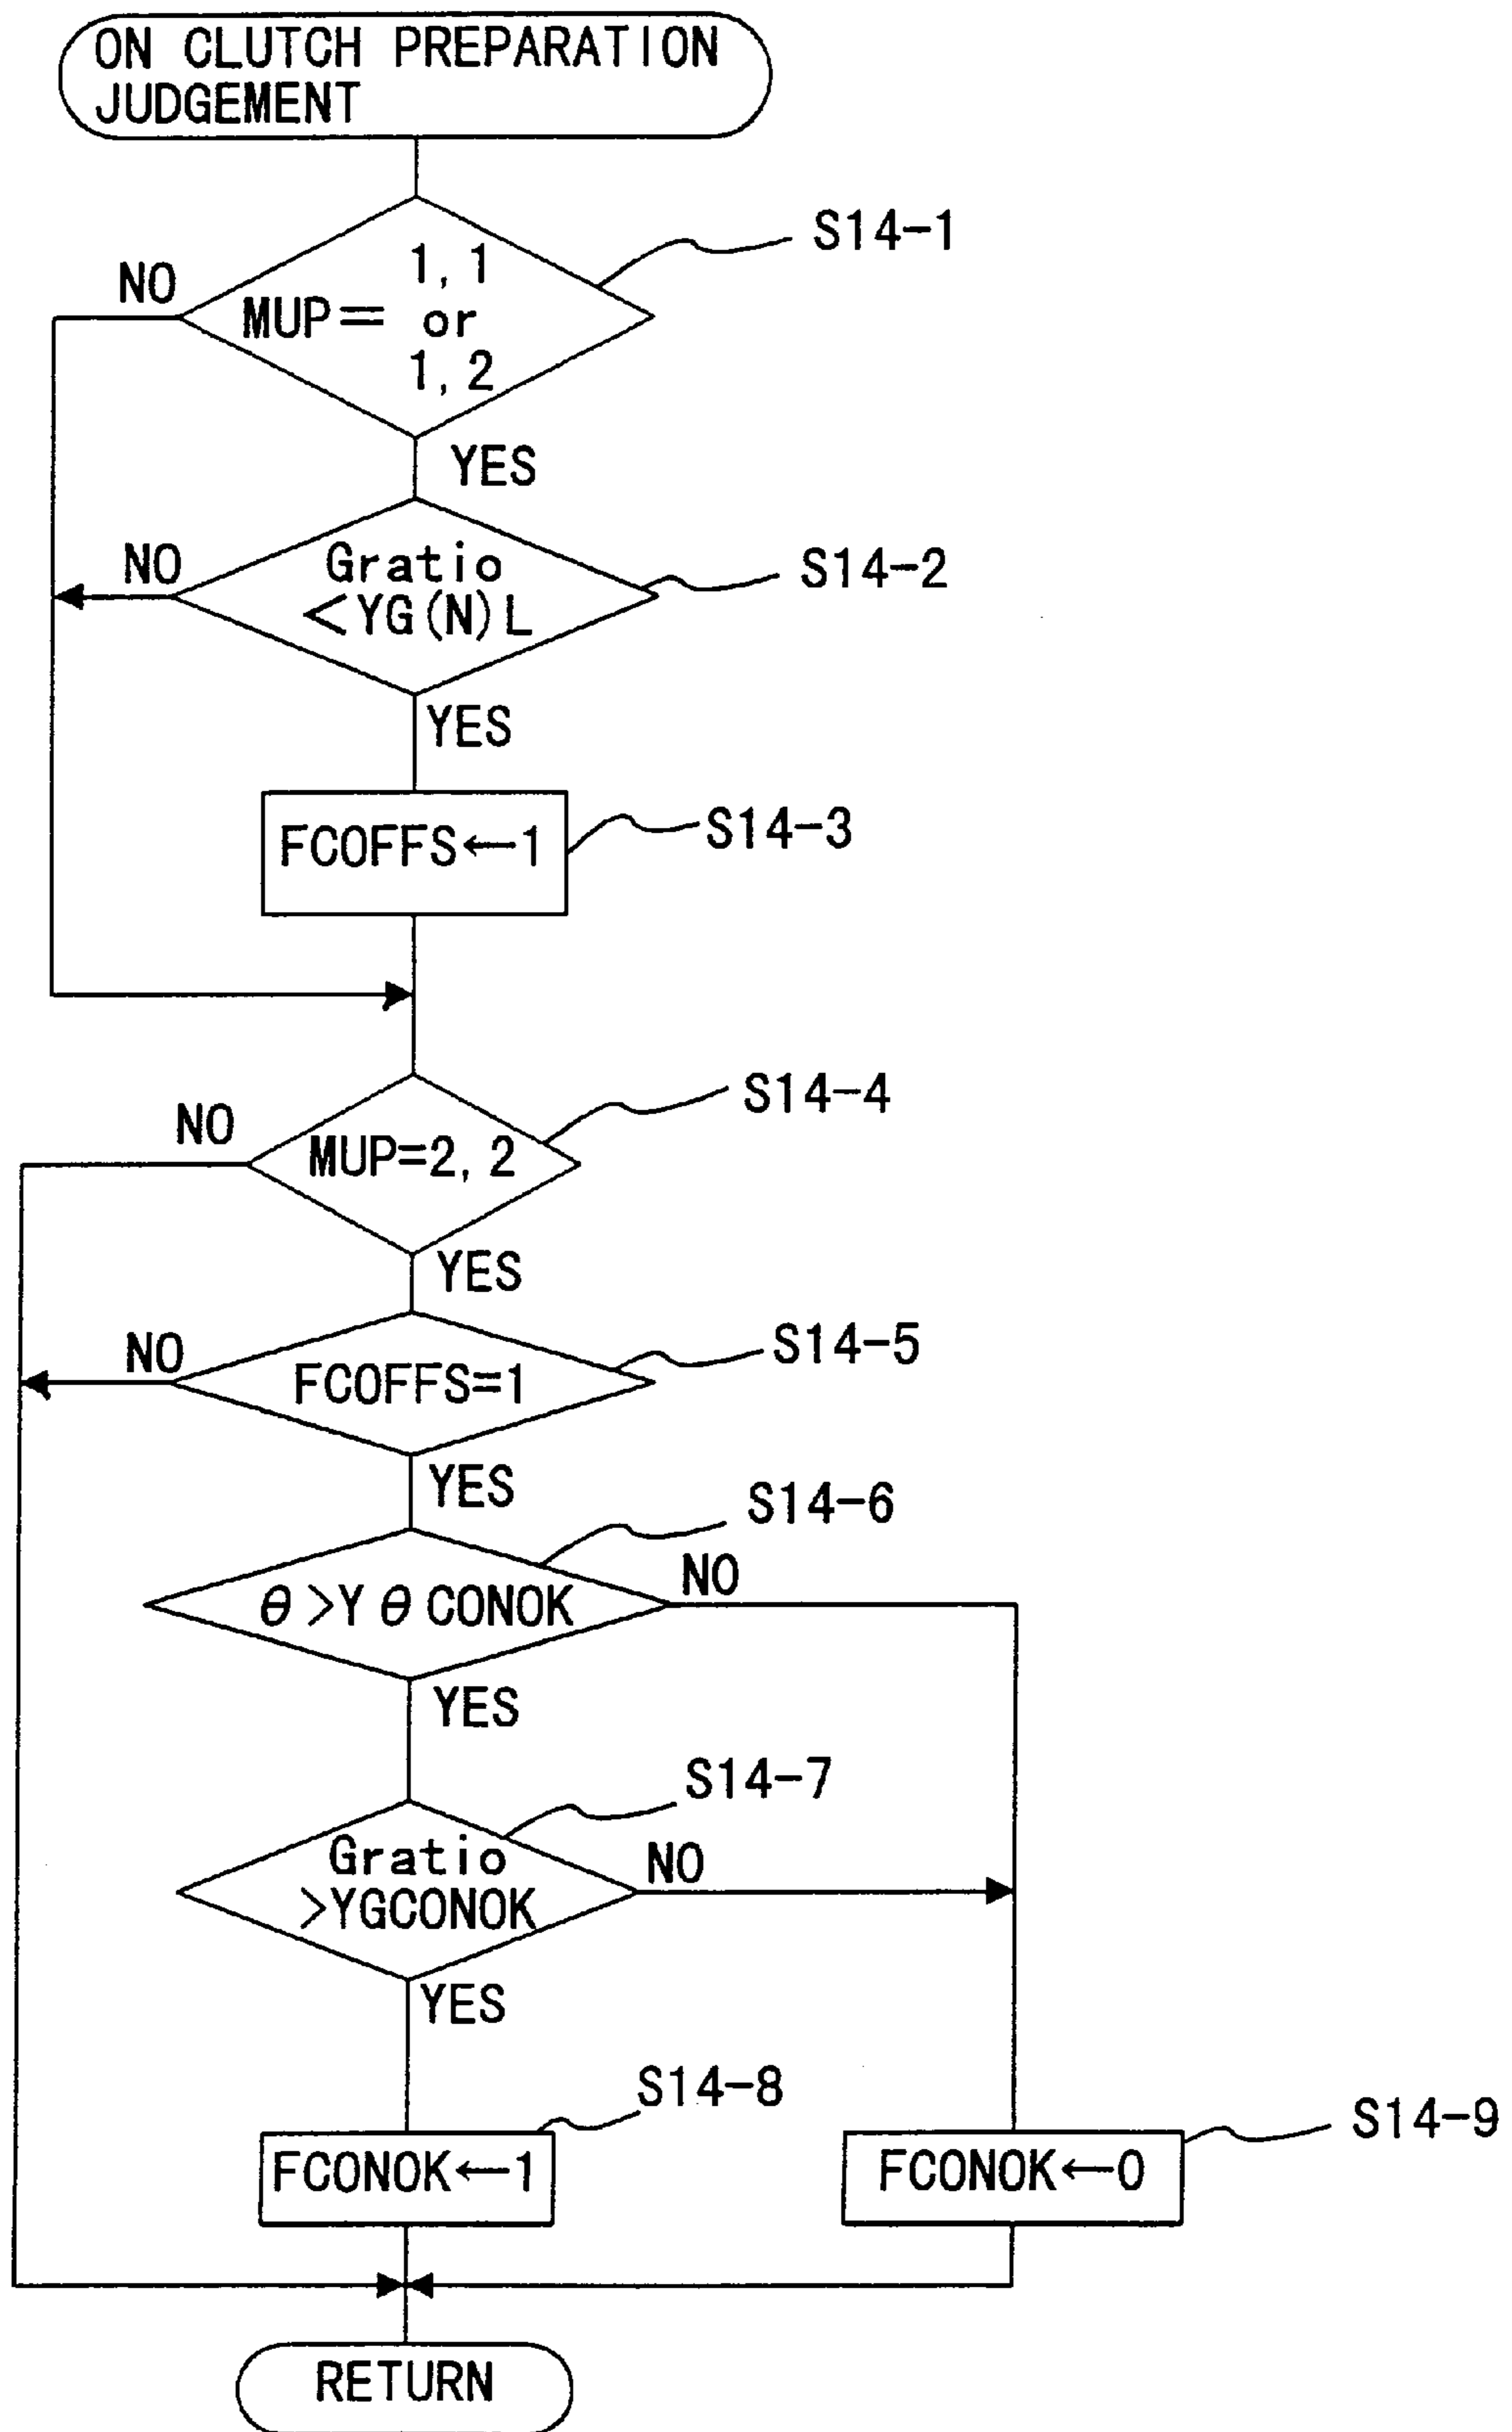 ON CLUTCH PREPARATION
JUDGEMENT
S14-1
NO
1, 1
MUP= or
1, 2
YES
S14-2
NO
Gratio
<YG(N)L
YES
S14-3
FCOFFS←1
S14-4
NO
MUP=2, 2
YES
S14-5
NO
FCOFFS=1
YES
S14-6
NO
θ>YθCONOK
YES
S14-7
Gratio
NO
>YGCONOK
YES
S14-8
S14-9
FCONOK←1
FCONOK←0
RETURN